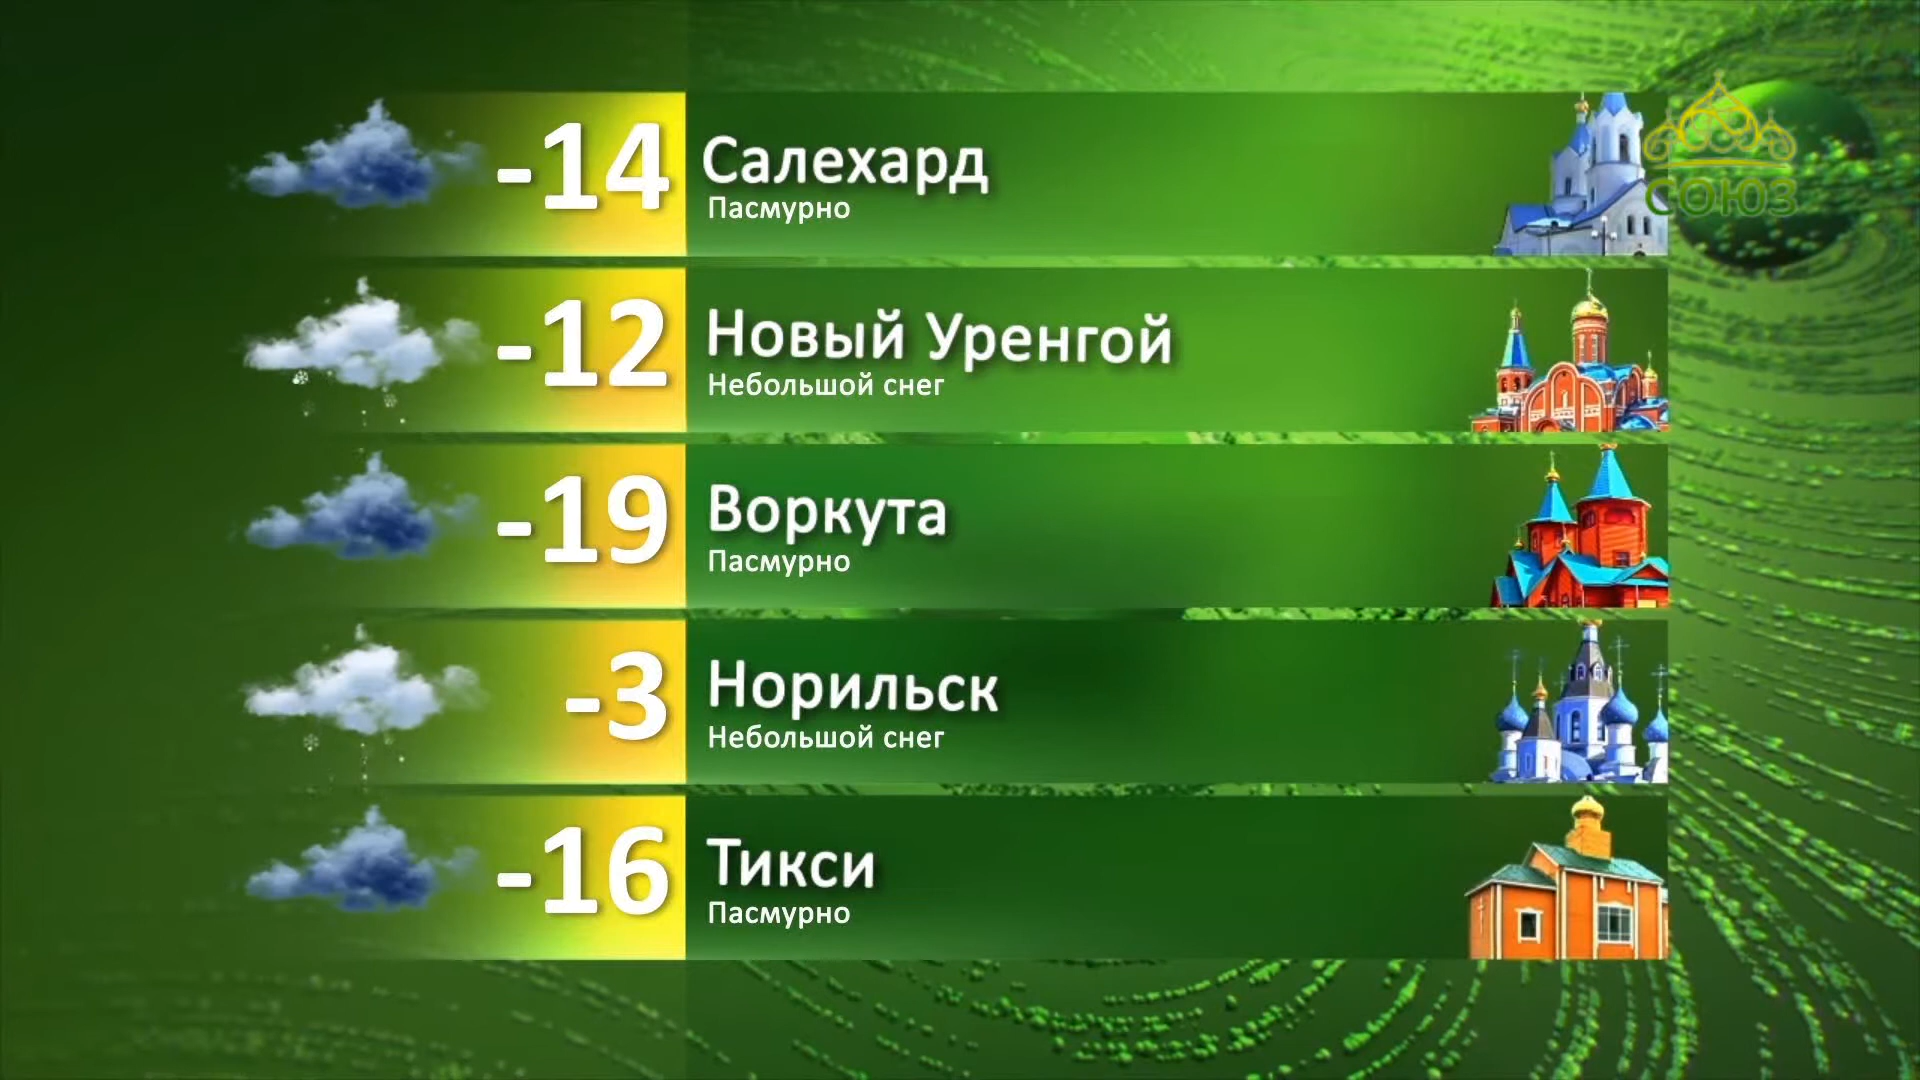 -14
Салехард
Пасмурно
СОЮЗ
-12
Новый Уренгой
Небольшой снег
-19
Воркута
Пасмурно
-3
Норильск
Небольшой снег
-16
Тикси
Пасмурно